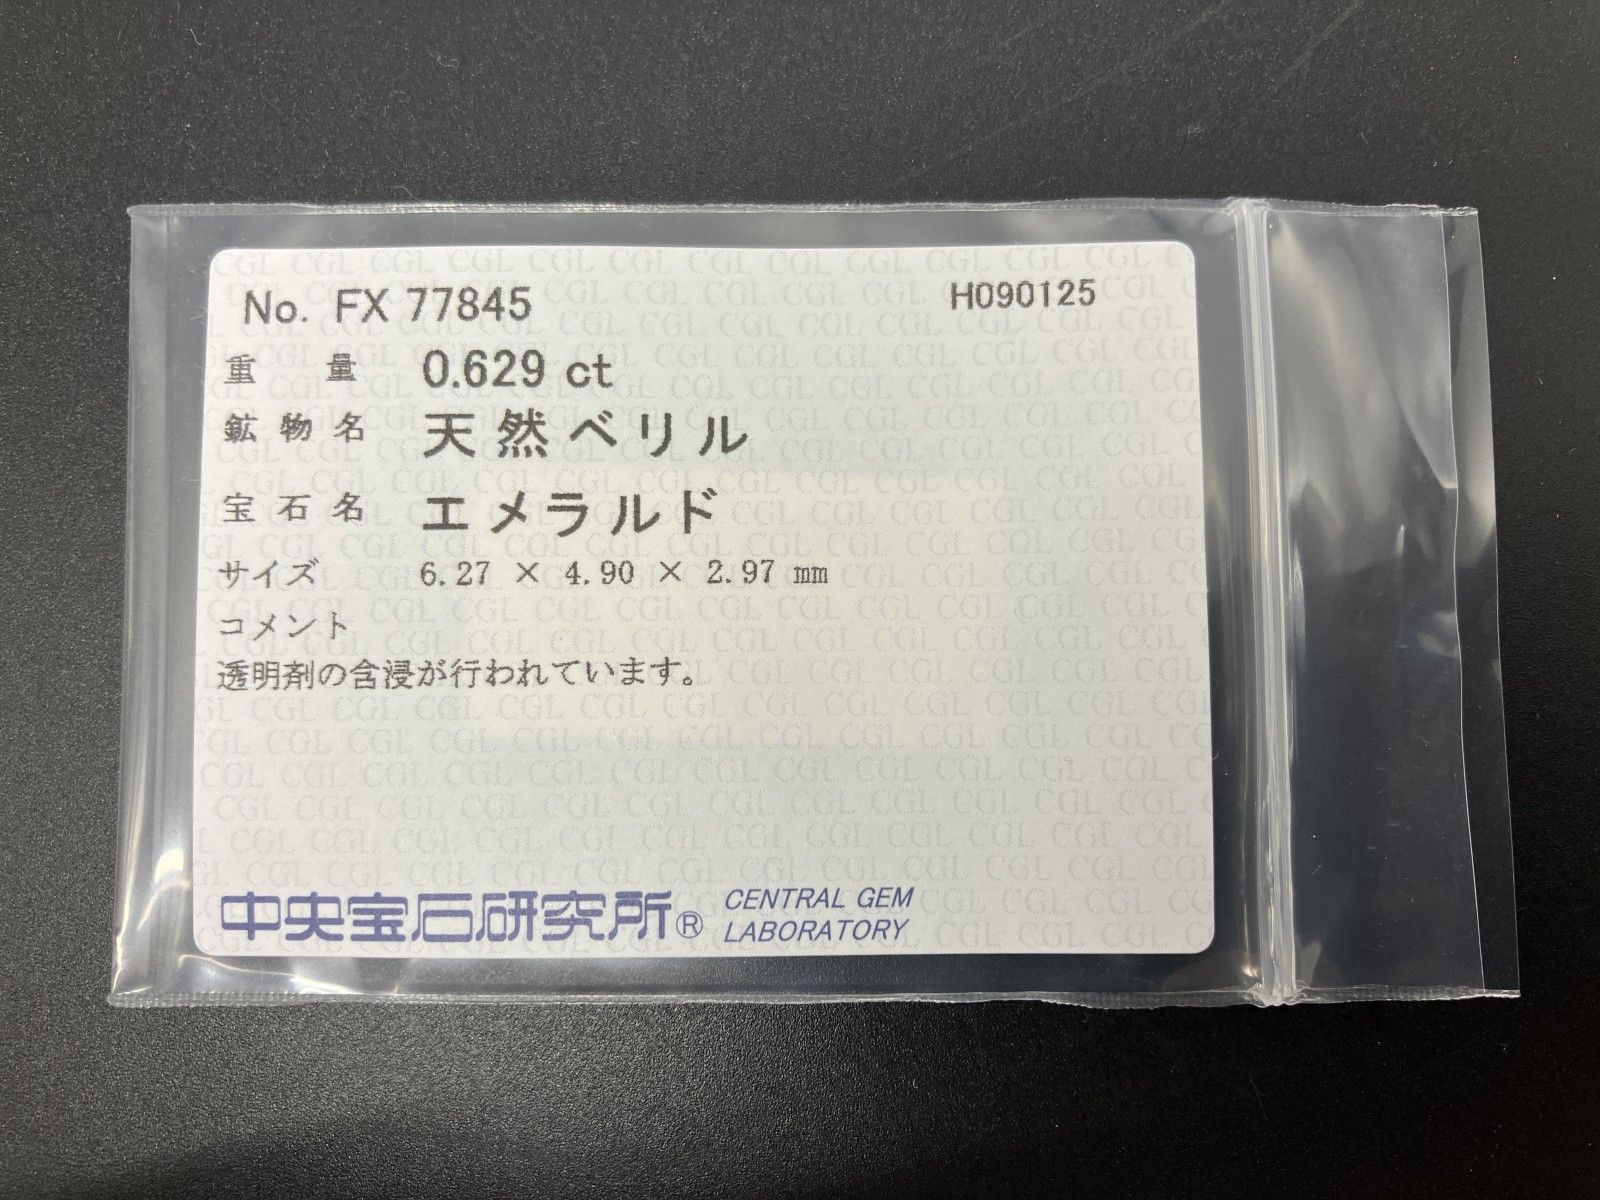 No. FX 77845 H090125
重 量 0.629 ct
鉱物名 天然ベリル
宝石名 エメラルド
サイズ 6.27 × 4.90 × 2.97 mm
コメント
透明剤の含浸が行われています。
中央宝石研究所® CENTRAL GEM
LABORATORY